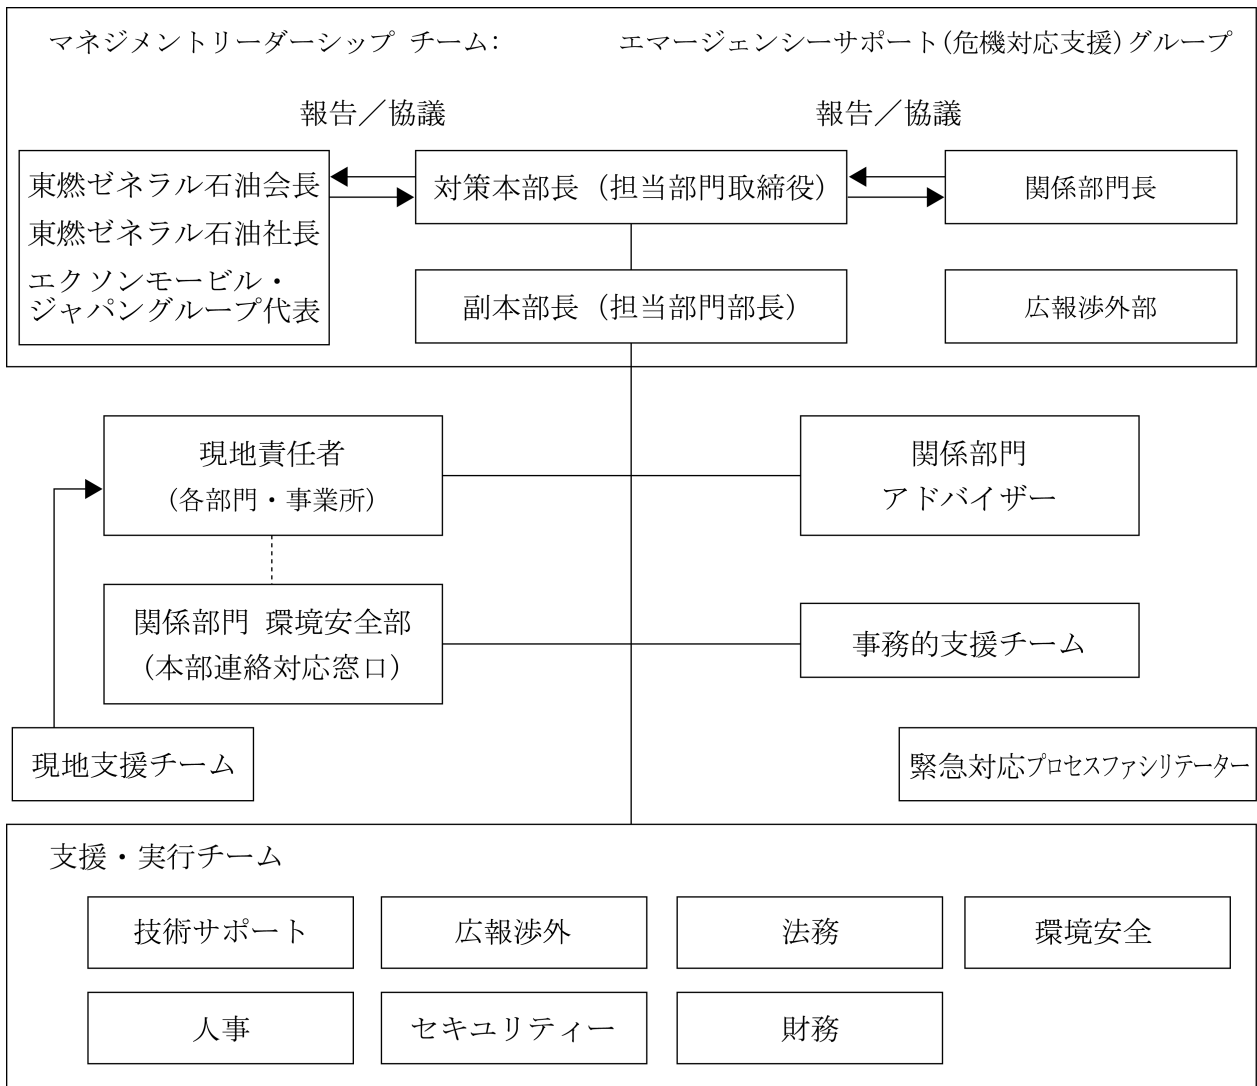 マネジメントリーダーシップ チーム: エマージェンシーサポート(危機対応支援)グループ
報告／協議 報告／協議
東燃ゼネラル石油会長
東燃ゼネラル石油社長
エクソンモービル・
ジャパングループ代表
対策本部長（担当部門取締役）
関係部門長
副本部長（担当部門部長）
広報渉外部
現地責任者
（各部門・事業所）
関係部門
アドバイザー
関係部門 環境安全部
（本部連絡対応窓口）
事務的支援チーム
現地支援チーム
緊急対応プロセスファシリテーター
支援・実行チーム
技術サポート
広報渉外
法務
環境安全
人事
セキユリティー
財務